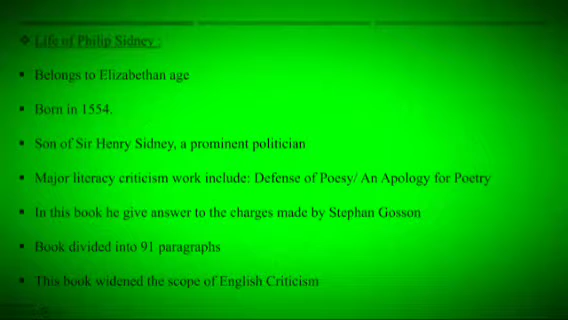 ❖ Life of Philip Sidney :
▪ Belongs to Elizabethan age
▪ Born in 1554.
▪ Son of Sir Henry Sidney, a prominent politician
▪ Major literacy criticism work include: Defense of Poesy/ An Apology for Poetry
▪ In this book he give answer to the charges made by Stephan Gosson
▪ Book divided into 91 paragraphs
▪ This book widened the scope of English Criticism